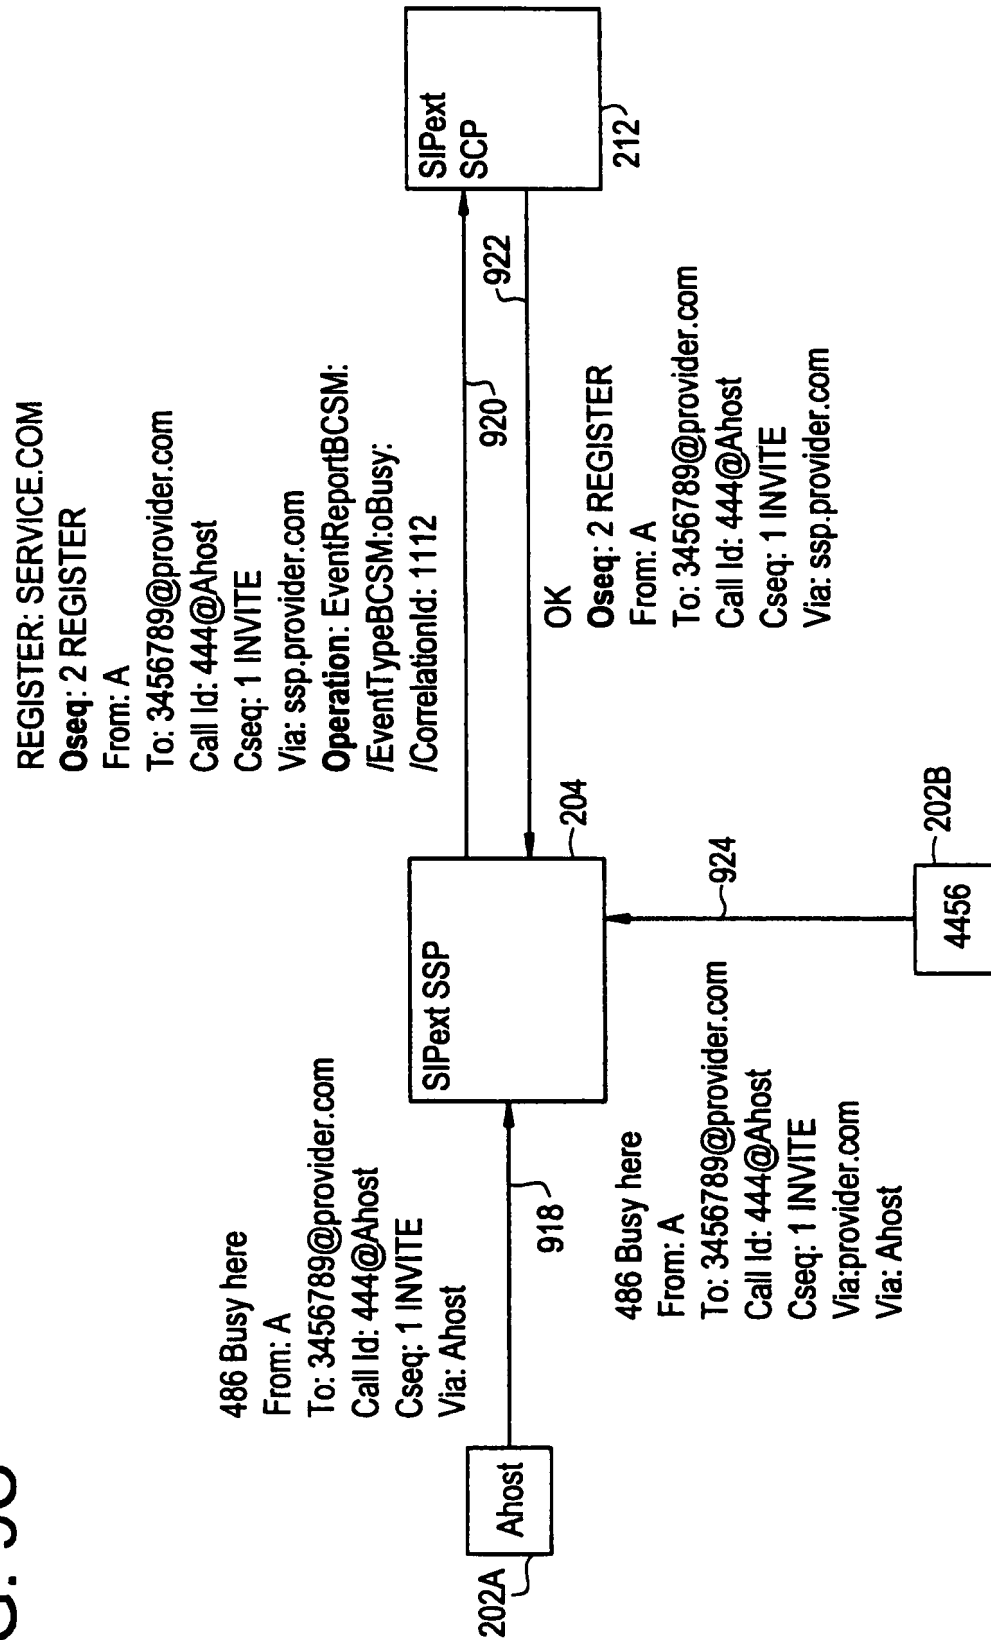 REGISTER: SERVICE.COM
Oseq: 2 REGISTER
From: A
To: 3456789@provider.com
Call Id: 444@Ahost
Cseq: 1 INVITE
Via: ssp.provider.com
Operation: EventReportBCSM:
/EventTypeBCSM:oBusy:
/CorrelationId: 1112
486 Busy here
From: A
To: 3456789@provider.com
Call Id: 444@Ahost
Cseq: 1 INVITE
Via: Ahost
SIPext SSP
204
SIPext
SCP
212
Ahost
202A
918
920
922
OK
Oseq: 2 REGISTER
From: A
To: 3456789@provider.com
Call Id: 444@Ahost
Cseq: 1 INVITE
Via: ssp.provider.com
486 Busy here
From: A
To: 3456789@provider.com
Call Id: 444@Ahost
Cseq: 1 INVITE
Via:provider.com
Via: Ahost
924
4456
202B